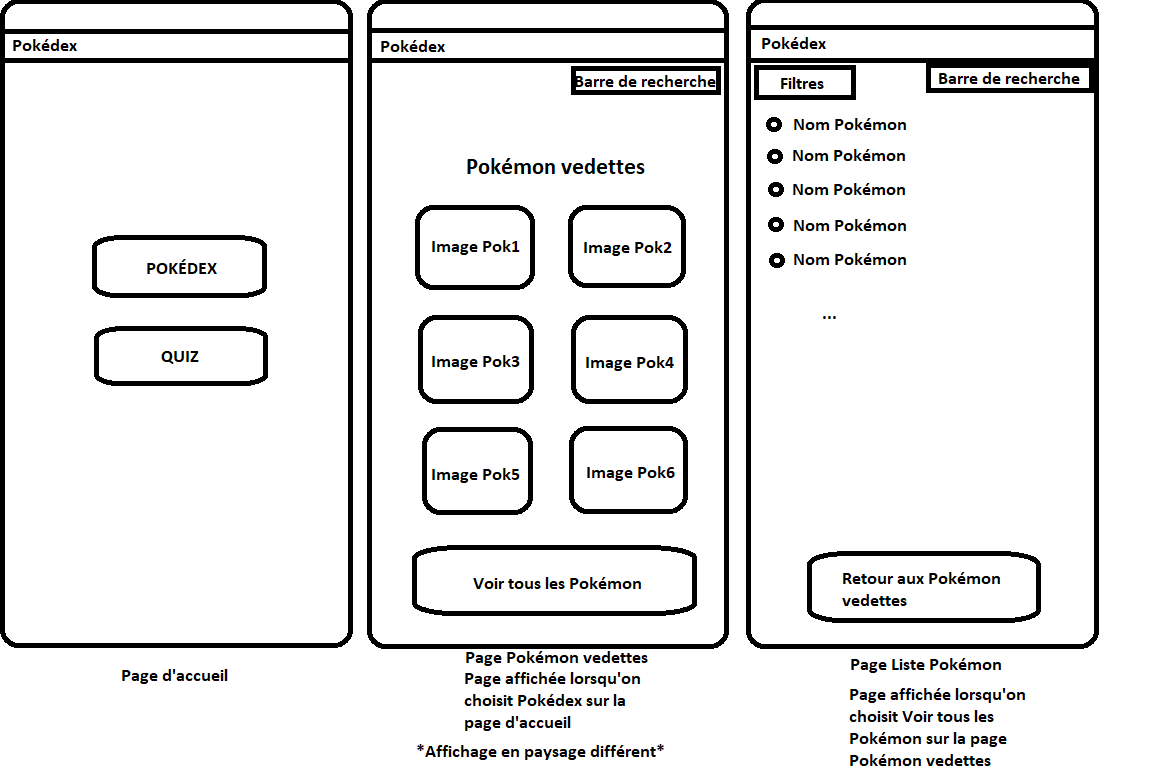 Pokédex
POKÉDEX
QUIZ
Page d'accueil
Pokédex
Barre de recherche
Pokémon vedettes
Image Pok1
Image Pok2
Image Pok3
Image Pok4
Image Pok5
Image Pok6
Voir tous les Pokémon
Page Pokémon vedettes
Page affichée lorsqu'on
choisit Pokédex sur la
page d'accueil
*Affichage en paysage différent*
Pokédex
Filtres
Barre de recherche
Nom Pokémon
Nom Pokémon
Nom Pokémon
Nom Pokémon
Nom Pokémon
...
Retour aux Pokémon
vedettes
Page Liste Pokémon
Page affichée lorsqu'on
choisit Voir tous les
Pokémon sur la page
Pokémon vedettes